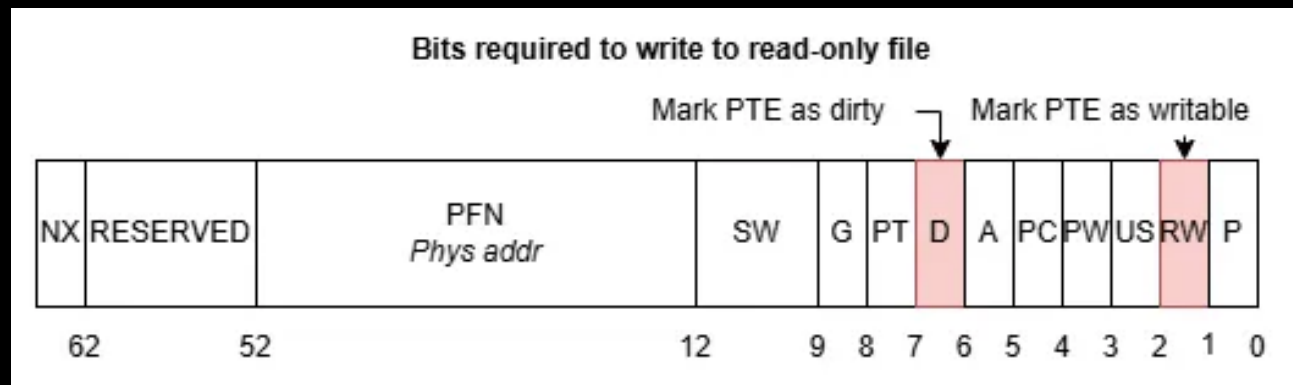 Bits required to write to read-only file
Mark PTE as dirty
Mark PTE as writable
NX RESERVED PFN SW G PT D A PC PW US RW P
Phys addr
62 52 12 9 8 7 6 5 4 3 2 1 0